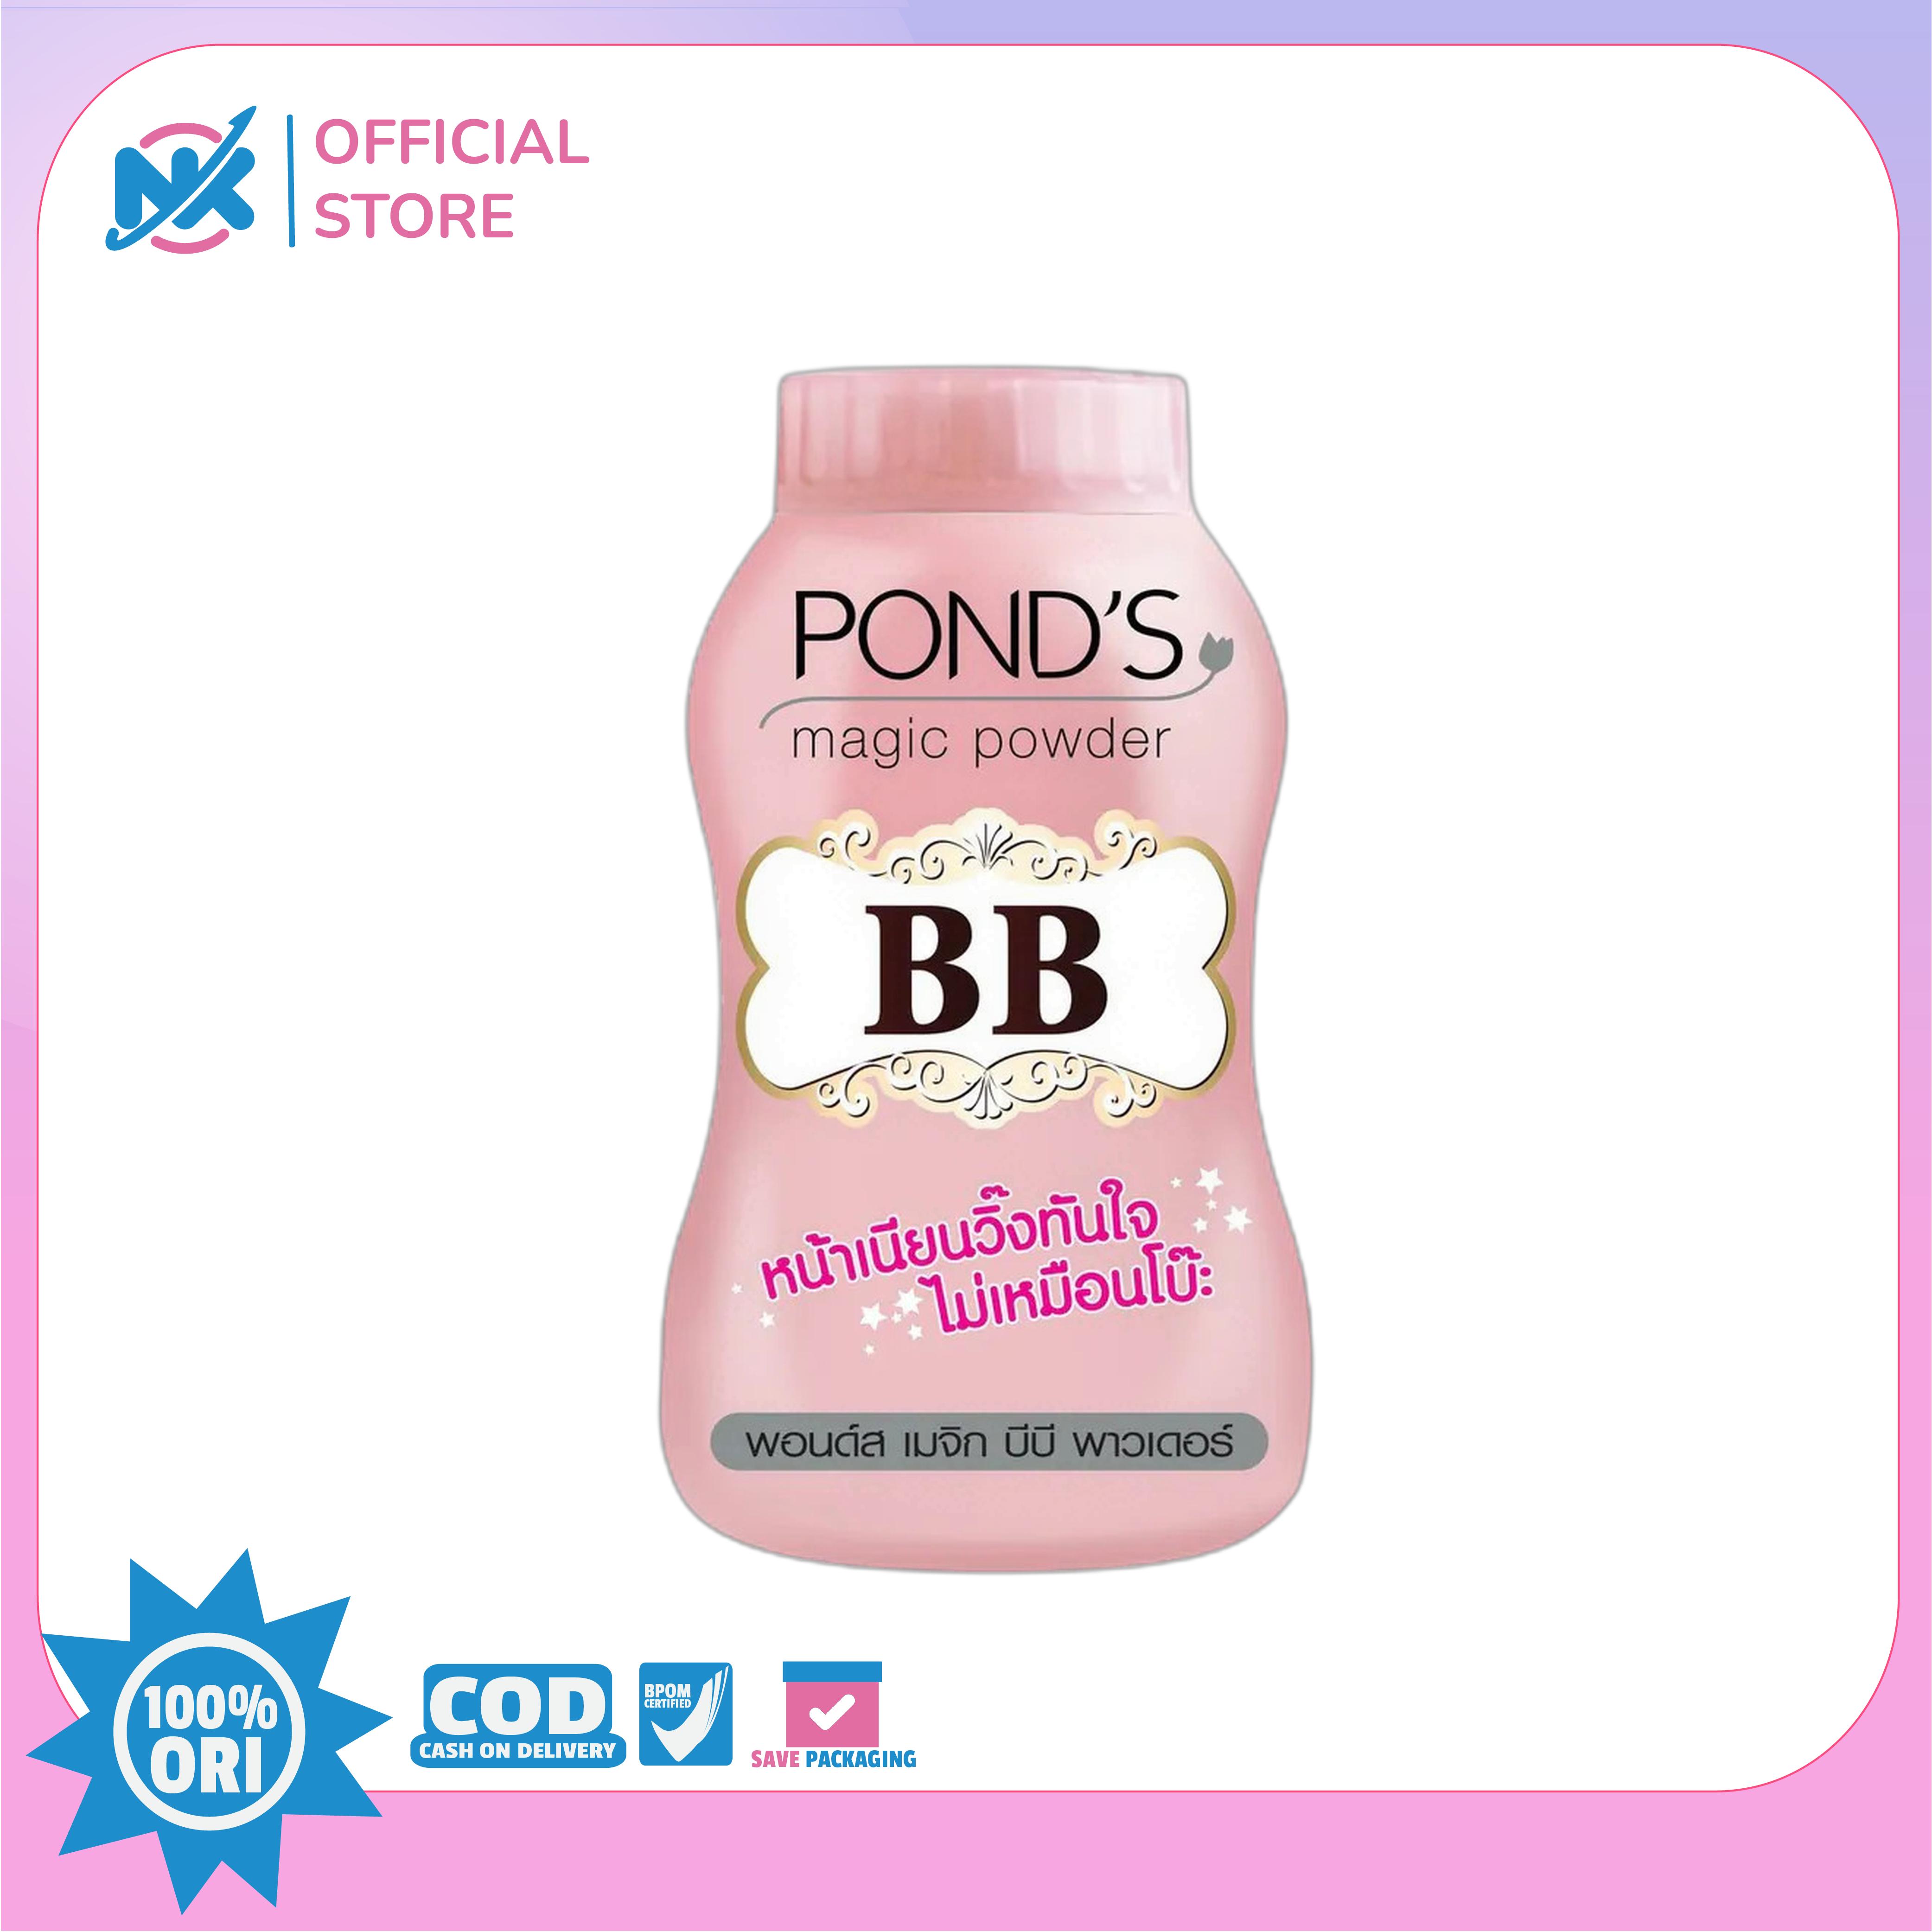 NK
OFFICIAL
STORE
POND'S
magic powder
BB
หน้าเนียนวิ๊งทันใจ
ไม่เหมือนโบ๊ะ
พอนด์ส เมจิก บีบี พาวเดอร์
100%
ORI
COD
CASH ON DELIVERY
BPOM
CERTIFIED
SAVE PACKAGING